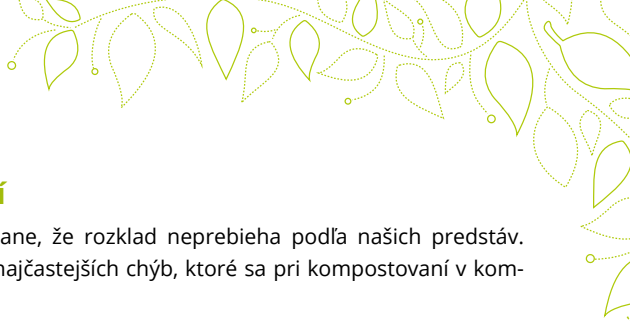 í
ane, že rozklad neprebieha podľa našich predstáv.
najčastejších chýb, ktoré sa pri kompostovaní v kom-